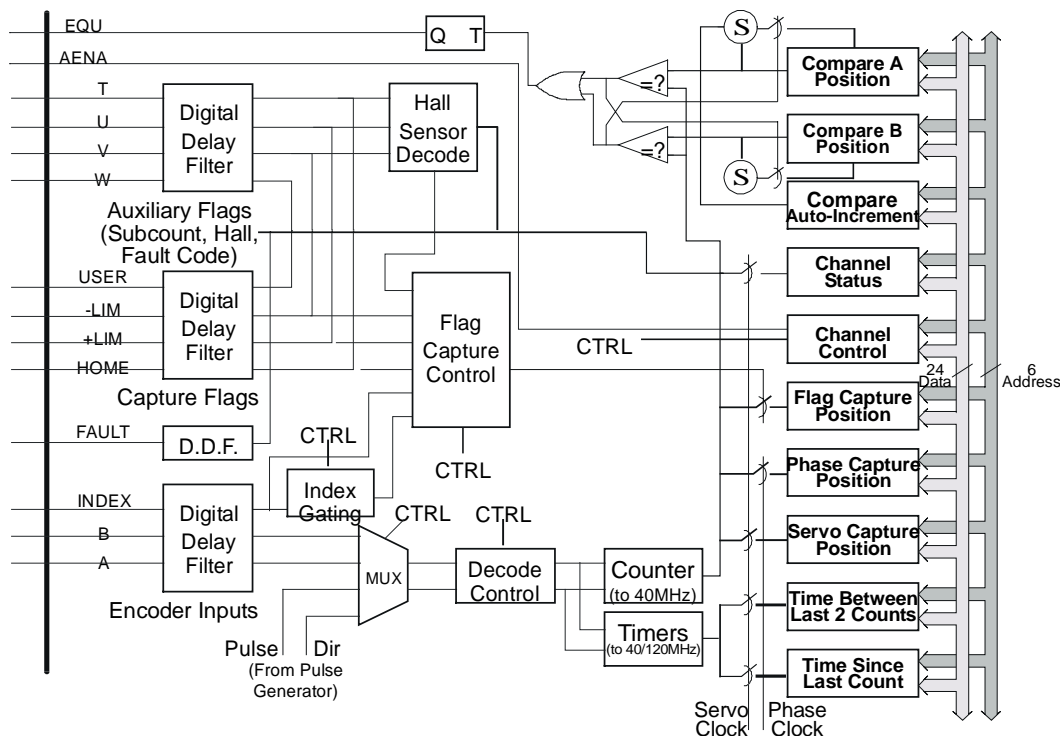 EQU
AENA
T
U
V
W
Digital
Delay
Filter
Auxiliary Flags
(Subcount, Hall,
Fault Code)
USER
-LIM
+LIM
HOME
Digital
Delay
Filter
Capture Flags
FAULT
D.D.F.
INDEX
B
A
Digital
Delay
Filter
Encoder Inputs
CTRL
Index
Gating
Pulse
Dir
(From Pulse
Generator)
MUX
CTRL
Hall
Sensor
Decode
Flag
Capture
Control
CTRL
CTRL
Decode
Control
Counter
(to 40MHz)
Timers
(to 40/120MHz)
Q T
=?
=?
S
S
CTRL
Compare A
Position
Compare B
Position
Compare
Auto-Increment
Channel
Status
Channel
Control
Flag Capture
Position
Phase Capture
Position
Servo Capture
Position
Time Between
Last 2 Counts
Time Since
Last Count
24
Data
6
Address
Servo
Clock
Phase
Clock